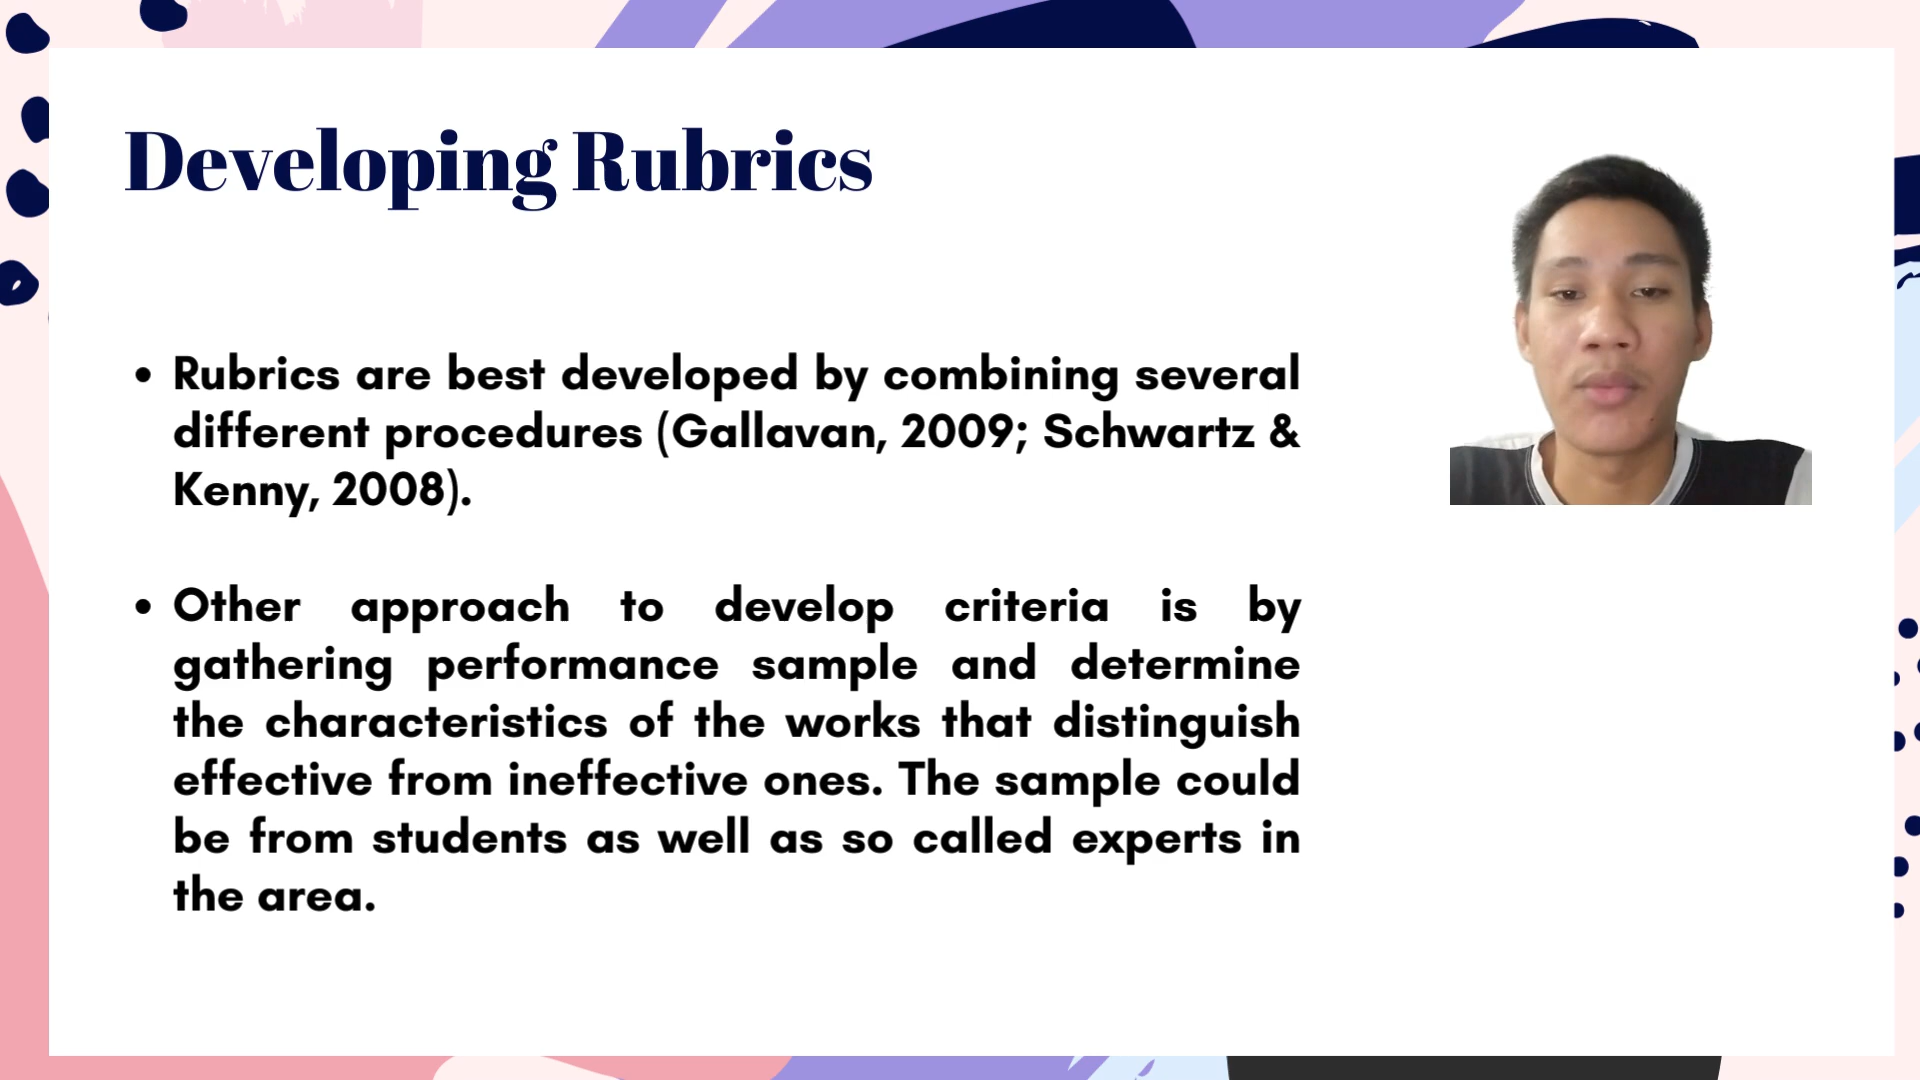 Developing Rubrics
• Rubrics are best developed by combining several
different procedures (Gallavan, 2009; Schwartz &
Kenny, 2008).
• Other approach to develop criteria is by
gathering performance sample and determine
the characteristics of the works that distinguish
effective from ineffective ones. The sample could
be from students as well as so called experts in
the area.